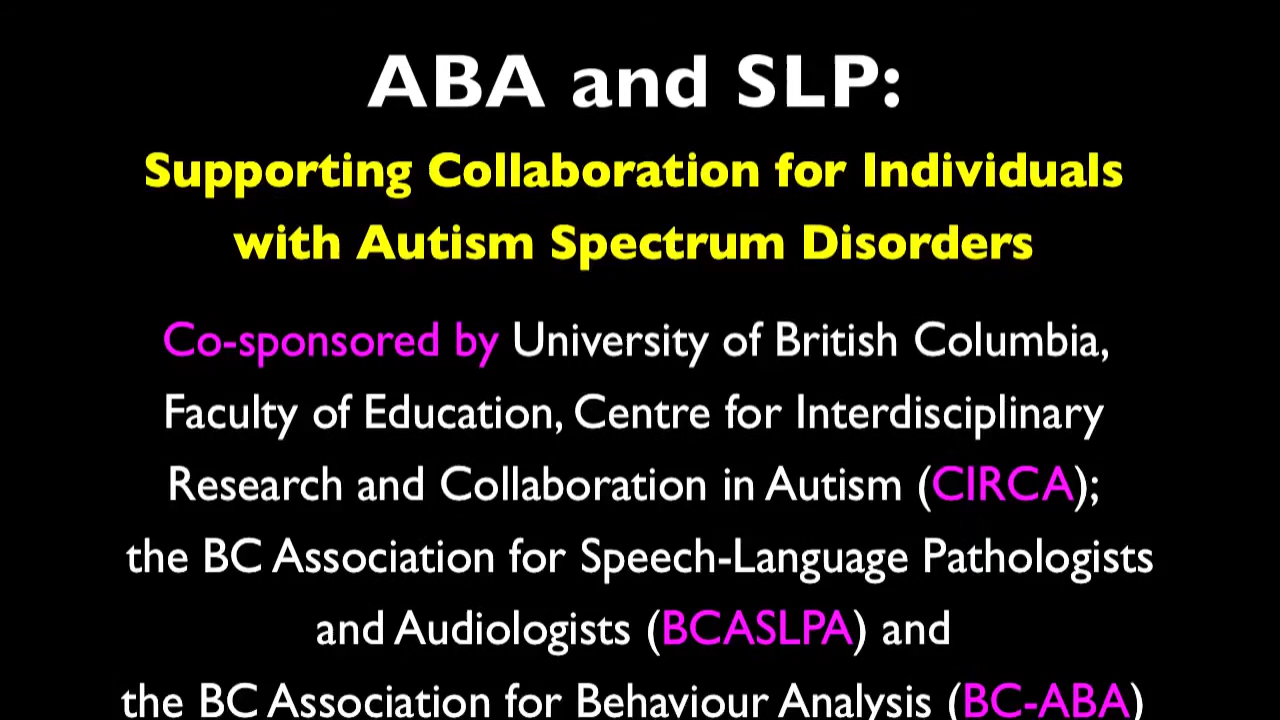 ABA and SLP:
Supporting Collaboration for Individuals
with Autism Spectrum Disorders
Co-sponsored by University of British Columbia,
Faculty of Education, Centre for Interdisciplinary
Research and Collaboration in Autism (CIRCA);
the BC Association for Speech-Language Pathologists
and Audiologists (BCASLPA) and
the BC Association for Behaviour Analysis (BC-ABA)